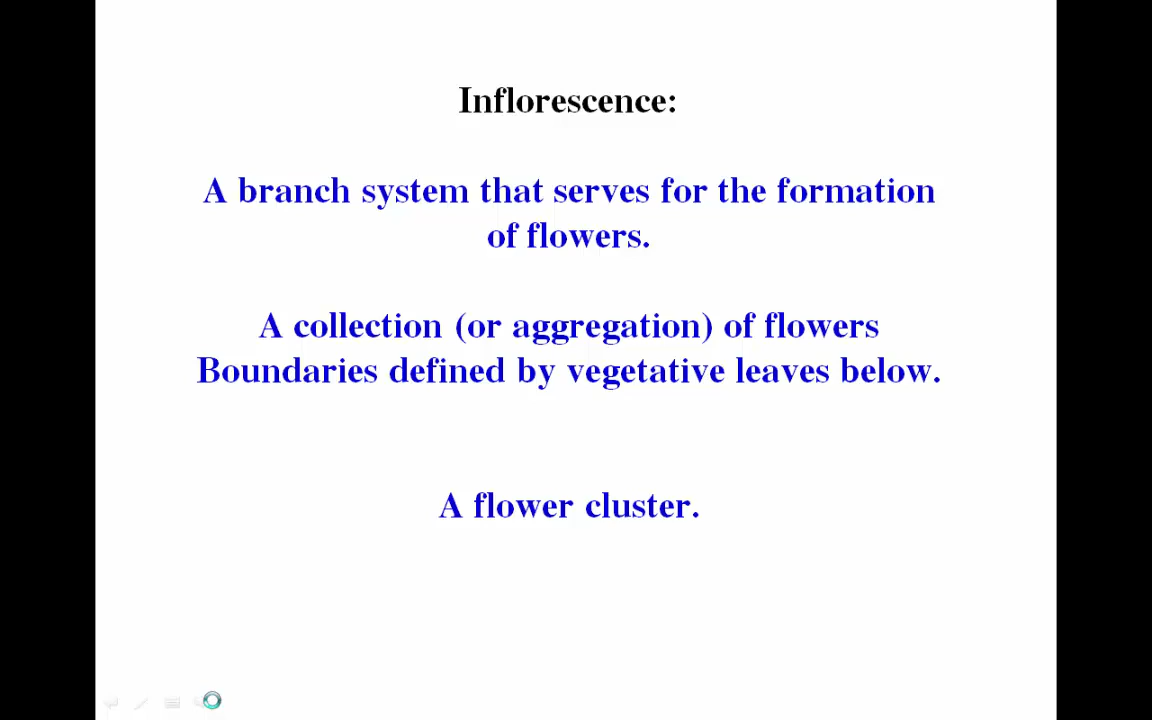 Inflorescence:
A branch system that serves for the formation
of flowers.
A collection (or aggregation) of flowers
Boundaries defined by vegetative leaves below.
A flower cluster.